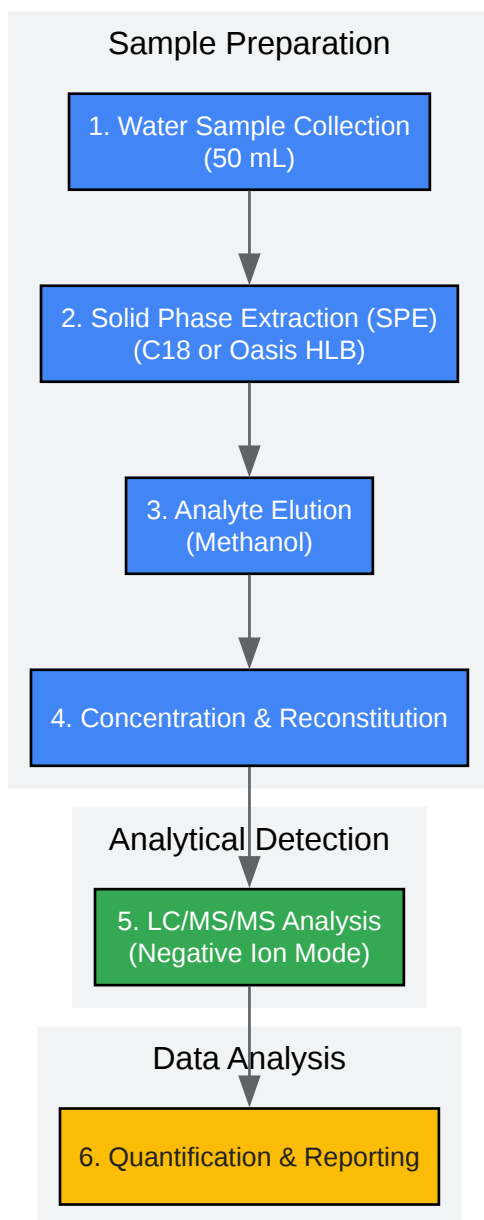 Sample Preparation
1. Water Sample Collection
(50 mL)
2. Solid Phase Extraction (SPE)
(C18 or Oasis HLB)
3. Analyte Elution
(Methanol)
4. Concentration & Reconstitution
Analytical Detection
5. LC/MS/MS Analysis
(Negative Ion Mode)
Data Analysis
6. Quantification & Reporting